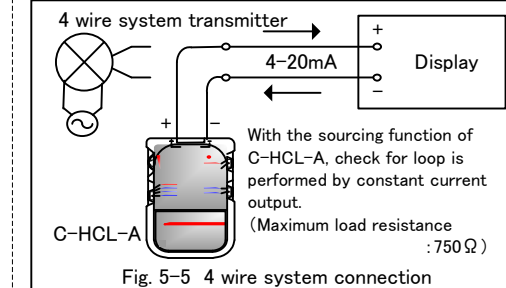 4 wire system transmitter
4-20mA
+
Display
−
+ −
With the sourcing function of
C-HCL-A, check for loop is
performed by constant current
output.
(Maximum load resistance
:750Ω)
C-HCL-A
Fig. 5-5 4 wire system connection